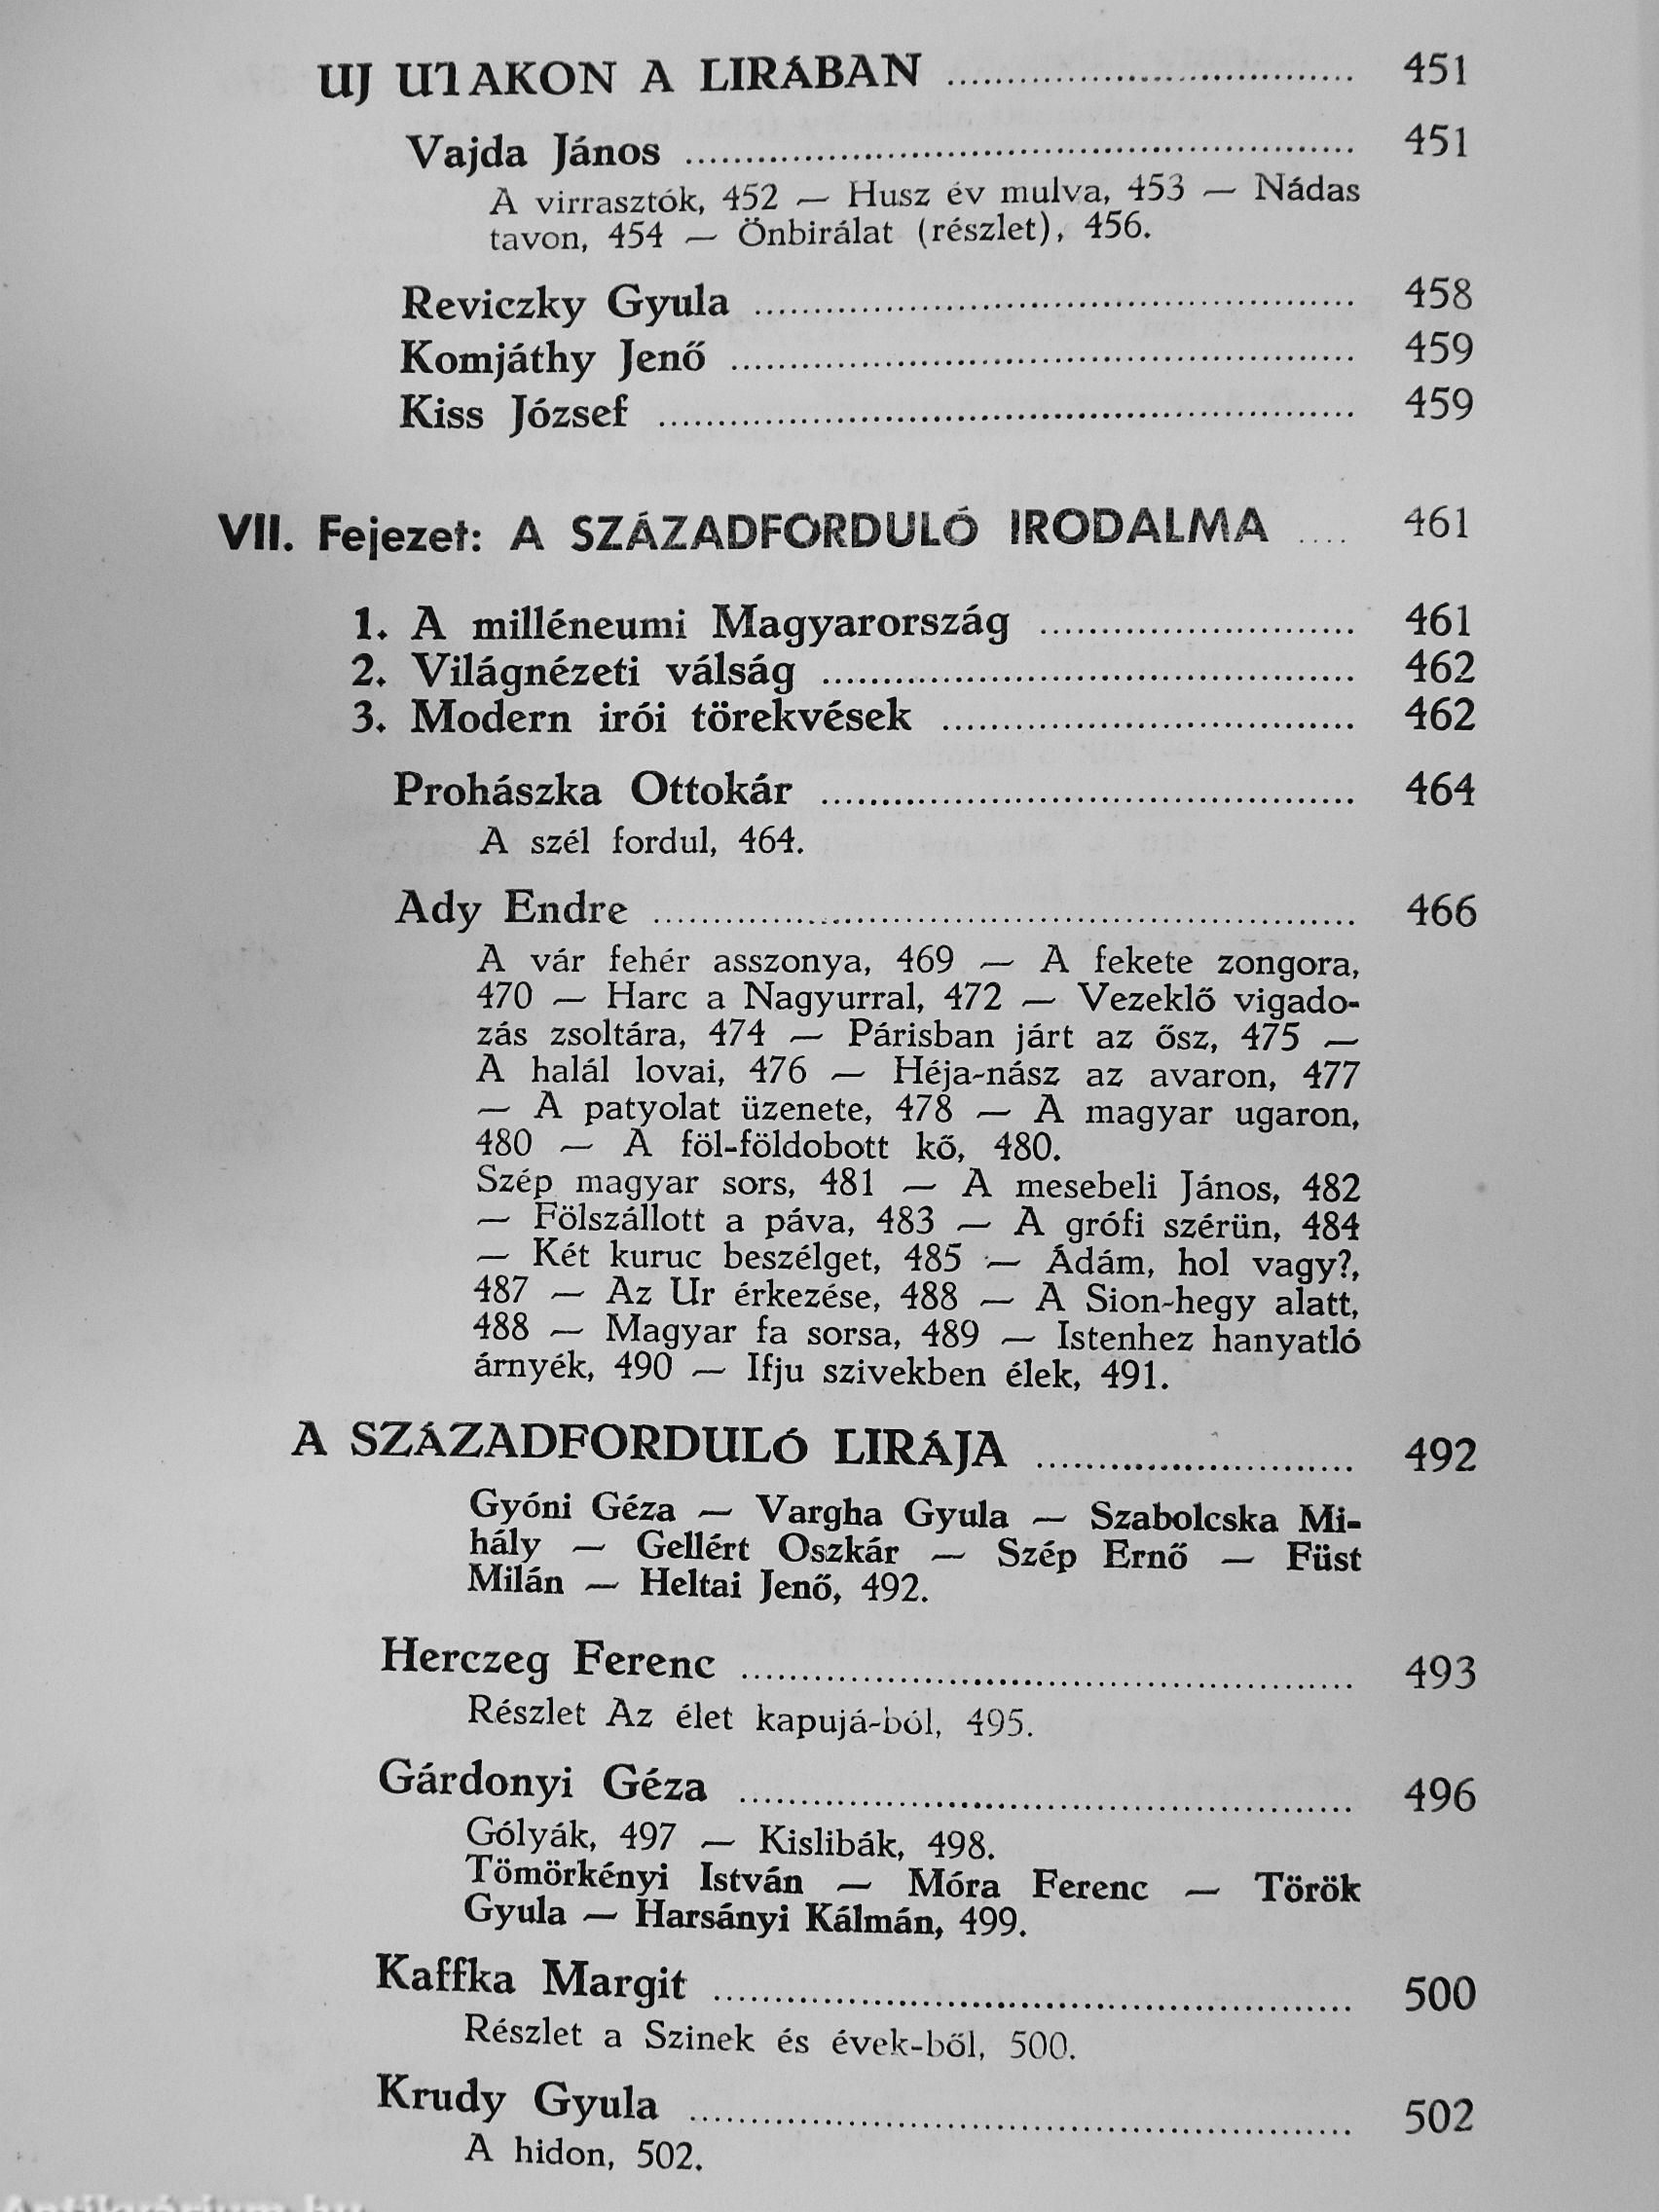 UJ UTAKON A LIRÁBAN ........ 451
Vajda János ........ 451
A virrasztók, 452 — Husz év mulva, 453 — Nádas
tavon, 454 — Önbirálat (részlet), 456.
Reviczky Gyula ........ 458
Komjáthy Jenő ........ 459
Kiss József ........ 459
VII. Fejezet: A SZÁZADFORDULÓ IRODALMA .... 461
1. A milléneumi Magyarország ........ 461
2. Világnézeti válság ........ 462
3. Modern irói törekvések ........ 462
Prohászka Ottokár ........ 464
A szél fordul, 464.
Ady Endre ........ 466
A vár fehér asszonya, 469 — A fekete zongora,
470 — Harc a Nagyurral, 472 — Vezeklő vigado-
zás zsoltára, 474 — Párisban járt az ősz, 475 —
A halál lovai, 476 — Héja-nász az avaron, 477
— A patyolat üzenete, 478 — A magyar ugaron,
480 — A föl-földobott kő, 480.
Szép magyar sors, 481 — A mesebeli János, 482
— Fölszállott a páva, 483 — A grófi szérün, 484
— Két kuruc beszélget, 485 — Ádám, hol vagy?,
487 — Az Ur érkezése, 488 — A Sion-hegy alatt,
488 — Magyar fa sorsa, 489 — Istenhez hanyatló
árnyék, 490 — Ifju szivekben élek, 491.
A SZÁZADFORDULÓ LIRÁJA ........ 492
Gyóni Géza — Vargha Gyula — Szabolcska Mi-
hály — Gellért Oszkár — Szép Ernő — Füst
Milán — Heltai Jenő, 492.
Herczeg Ferenc ........ 493
Részlet Az élet kapujá-ból, 495.
Gárdonyi Géza ........ 496
Gólyák, 497 — Kislibák, 498.
Tömörkényi István — Móra Ferenc — Török
Gyula — Harsányi Kálmán, 499.
Kaffka Margit ........ 500
Részlet a Szinek és évek-ből, 500.
Krudy Gyula ........ 502
A hidon, 502.
Antikvárium.hu